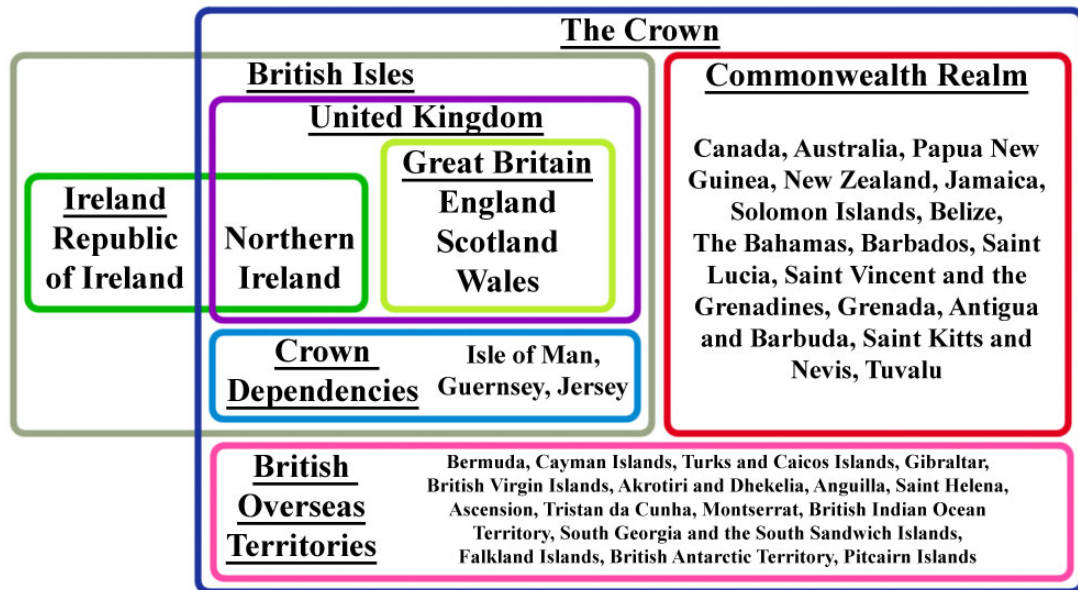 The Crown
British Isles
United Kingdom
Great Britain
England
Scotland
Wales
Ireland
Republic
of Ireland
Northern
Ireland
Crown
Dependencies
Isle of Man,
Guernsey, Jersey
Commonwealth Realm
Canada, Australia, Papua New
Guinea, New Zealand, Jamaica,
Solomon Islands, Belize,
The Bahamas, Barbados, Saint
Lucia, Saint Vincent and the
Grenadines, Grenada, Antigua
and Barbuda, Saint Kitts and
Nevis, Tuvalu
British
Overseas
Territories
Bermuda, Cayman Islands, Turks and Caicos Islands, Gibraltar,
British Virgin Islands, Akrotiri and Dhekelia, Anguilla, Saint Helena,
Ascension, Tristan da Cunha, Montserrat, British Indian Ocean
Territory, South Georgia and the South Sandwich Islands,
Falkland Islands, British Antarctic Territory, Pitcairn Islands